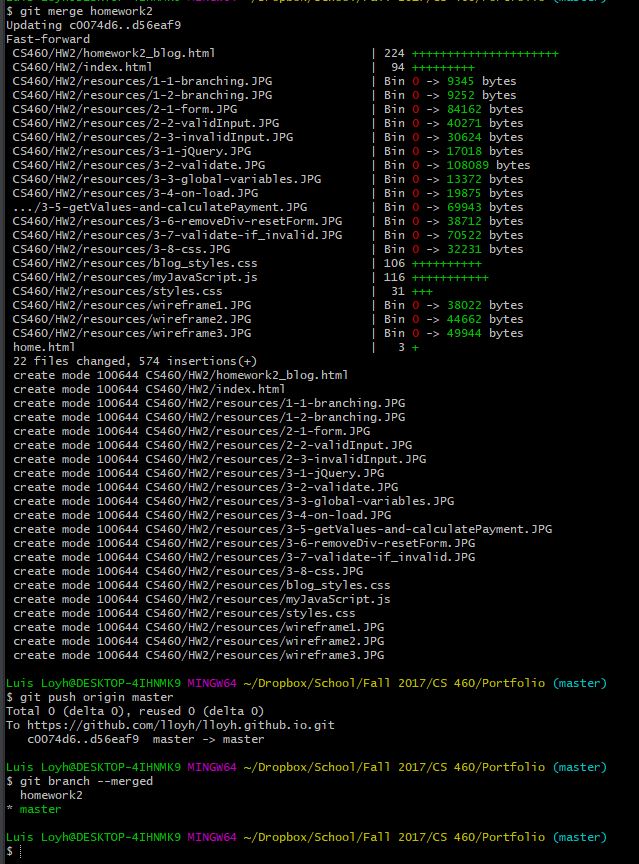 $ git merge homework2
Updating c0074d6..d56eaf9
Fast-forward
 CS460/HW2/homework2_blog.html | 224 +++++++++++++++++++++
 CS460/HW2/index.html | 94 +++++++++
 CS460/HW2/resources/1-1-branching.JPG | Bin 0 -> 9345 bytes
 CS460/HW2/resources/1-2-branching.JPG | Bin 0 -> 9252 bytes
 CS460/HW2/resources/2-1-form.JPG | Bin 0 -> 84162 bytes
 CS460/HW2/resources/2-2-validInput.JPG | Bin 0 -> 40271 bytes
 CS460/HW2/resources/2-3-invalidInput.JPG | Bin 0 -> 30624 bytes
 CS460/HW2/resources/3-1-jQuery.JPG | Bin 0 -> 17018 bytes
 CS460/HW2/resources/3-2-validate.JPG | Bin 0 -> 108089 bytes
 CS460/HW2/resources/3-3-global-variables.JPG | Bin 0 -> 13372 bytes
 CS460/HW2/resources/3-4-on-load.JPG | Bin 0 -> 19875 bytes
 .../3-5-getValues-and-calculatePayment.JPG | Bin 0 -> 69943 bytes
 CS460/HW2/resources/3-6-removeDiv-resetForm.JPG | Bin 0 -> 38712 bytes
 CS460/HW2/resources/3-7-validate-if_invalid.JPG | Bin 0 -> 70522 bytes
 CS460/HW2/resources/3-8-css.JPG | Bin 0 -> 32231 bytes
 CS460/HW2/resources/blog_styles.css | 106 ++++++++++
 CS460/HW2/resources/myJavaScript.js | 116 +++++++++++
 CS460/HW2/resources/styles.css | 31 +++
 CS460/HW2/resources/wireframe1.JPG | Bin 0 -> 38022 bytes
 CS460/HW2/resources/wireframe2.JPG | Bin 0 -> 44662 bytes
 CS460/HW2/resources/wireframe3.JPG | Bin 0 -> 49944 bytes
 home.html | 3 +
 22 files changed, 574 insertions(+)
 create mode 100644 CS460/HW2/homework2_blog.html
 create mode 100644 CS460/HW2/index.html
 create mode 100644 CS460/HW2/resources/1-1-branching.JPG
 create mode 100644 CS460/HW2/resources/1-2-branching.JPG
 create mode 100644 CS460/HW2/resources/2-1-form.JPG
 create mode 100644 CS460/HW2/resources/2-2-validInput.JPG
 create mode 100644 CS460/HW2/resources/2-3-invalidInput.JPG
 create mode 100644 CS460/HW2/resources/3-1-jQuery.JPG
 create mode 100644 CS460/HW2/resources/3-2-validate.JPG
 create mode 100644 CS460/HW2/resources/3-3-global-variables.JPG
 create mode 100644 CS460/HW2/resources/3-4-on-load.JPG
 create mode 100644 CS460/HW2/resources/3-5-getValues-and-calculatePayment.JPG
 create mode 100644 CS460/HW2/resources/3-6-removeDiv-resetForm.JPG
 create mode 100644 CS460/HW2/resources/3-7-validate-if_invalid.JPG
 create mode 100644 CS460/HW2/resources/3-8-css.JPG
 create mode 100644 CS460/HW2/resources/blog_styles.css
 create mode 100644 CS460/HW2/resources/myJavaScript.js
 create mode 100644 CS460/HW2/resources/styles.css
 create mode 100644 CS460/HW2/resources/wireframe1.JPG
 create mode 100644 CS460/HW2/resources/wireframe2.JPG
 create mode 100644 CS460/HW2/resources/wireframe3.JPG
Luis Loyh@DESKTOP-4IHNMK9 MINGW64 ~/Dropbox/School/Fall 2017/CS 460/Portfolio (master)
$ git push origin master
Total 0 (delta 0), reused 0 (delta 0)
To https://github.com/lloyh/lloyh.github.io.git
   c0074d6..d56eaf9  master -> master
Luis Loyh@DESKTOP-4IHNMK9 MINGW64 ~/Dropbox/School/Fall 2017/CS 460/Portfolio (master)
$ git branch --merged
  homework2
* master
Luis Loyh@DESKTOP-4IHNMK9 MINGW64 ~/Dropbox/School/Fall 2017/CS 460/Portfolio (master)
$